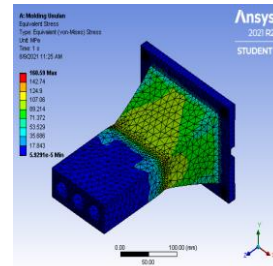 A: Molding Uoulan
Equivalent Stress
Type: Equivalent (von-Mises) Stress
Unit: MPa
Time: 1 s
8/9/2021 11:25 AM
160.59 Max
142.74
124.9
107.06
89.214
71.372
53.529
35.686
17.843
5.9291e-5 Min
Ansys
2021 R2
STUDENT
0.00
100.00 (mm)
50.00
Y
Z